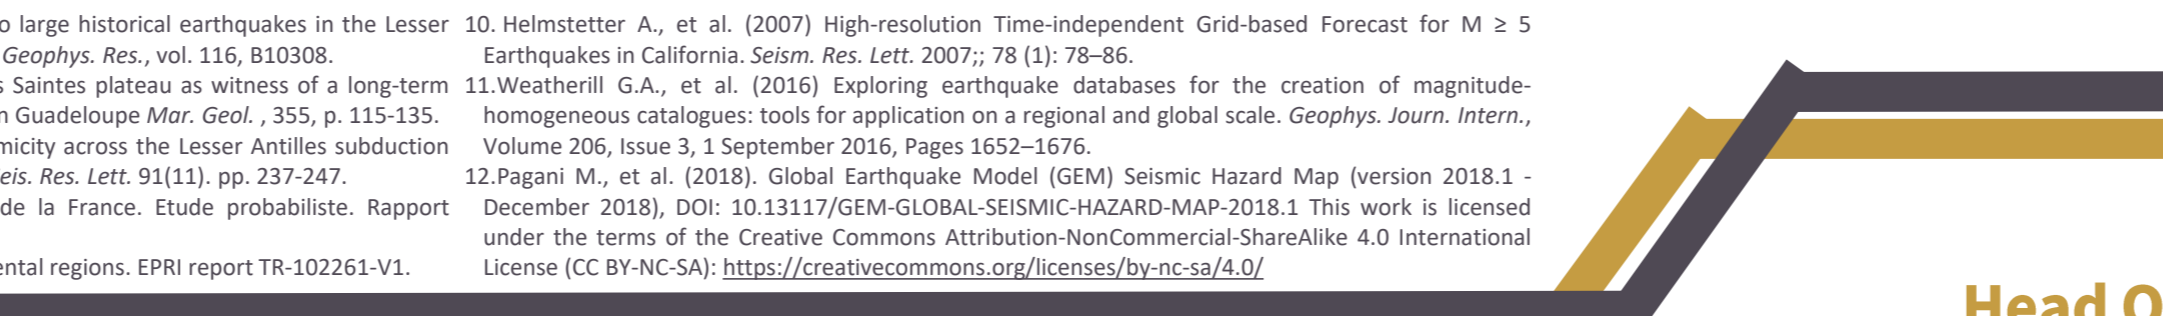 o large historical earthquakes in the Lesser
Geophys. Res., vol. 116, B10308.
s Saintes plateau as witness of a long-term
n Guadeloupe Mar. Geol. , 355, p. 115-135.
micity across the Lesser Antilles subduction
eis. Res. Lett. 91(11). pp. 237-247.
de la France. Etude probabiliste. Rapport
ental regions. EPRI report TR-102261-V1.
10. Helmstetter A., et al. (2007) High-resolution Time-independent Grid-based Forecast for M ≥ 5
Earthquakes in California. Seism. Res. Lett. 2007;; 78 (1): 78–86.
11.Weatherill G.A., et al. (2016) Exploring earthquake databases for the creation of magnitude-
homogeneous catalogues: tools for application on a regional and global scale. Geophys. Journ. Intern.,
Volume 206, Issue 3, 1 September 2016, Pages 1652–1676.
12.Pagani M., et al. (2018). Global Earthquake Model (GEM) Seismic Hazard Map (version 2018.1 -
December 2018), DOI: 10.13117/GEM-GLOBAL-SEISMIC-HAZARD-MAP-2018.1 This work is licensed
under the terms of the Creative Commons Attribution-NonCommercial-ShareAlike 4.0 International
License (CC BY-NC-SA): https://creativecommons.org/licenses/by-nc-sa/4.0/
Head O